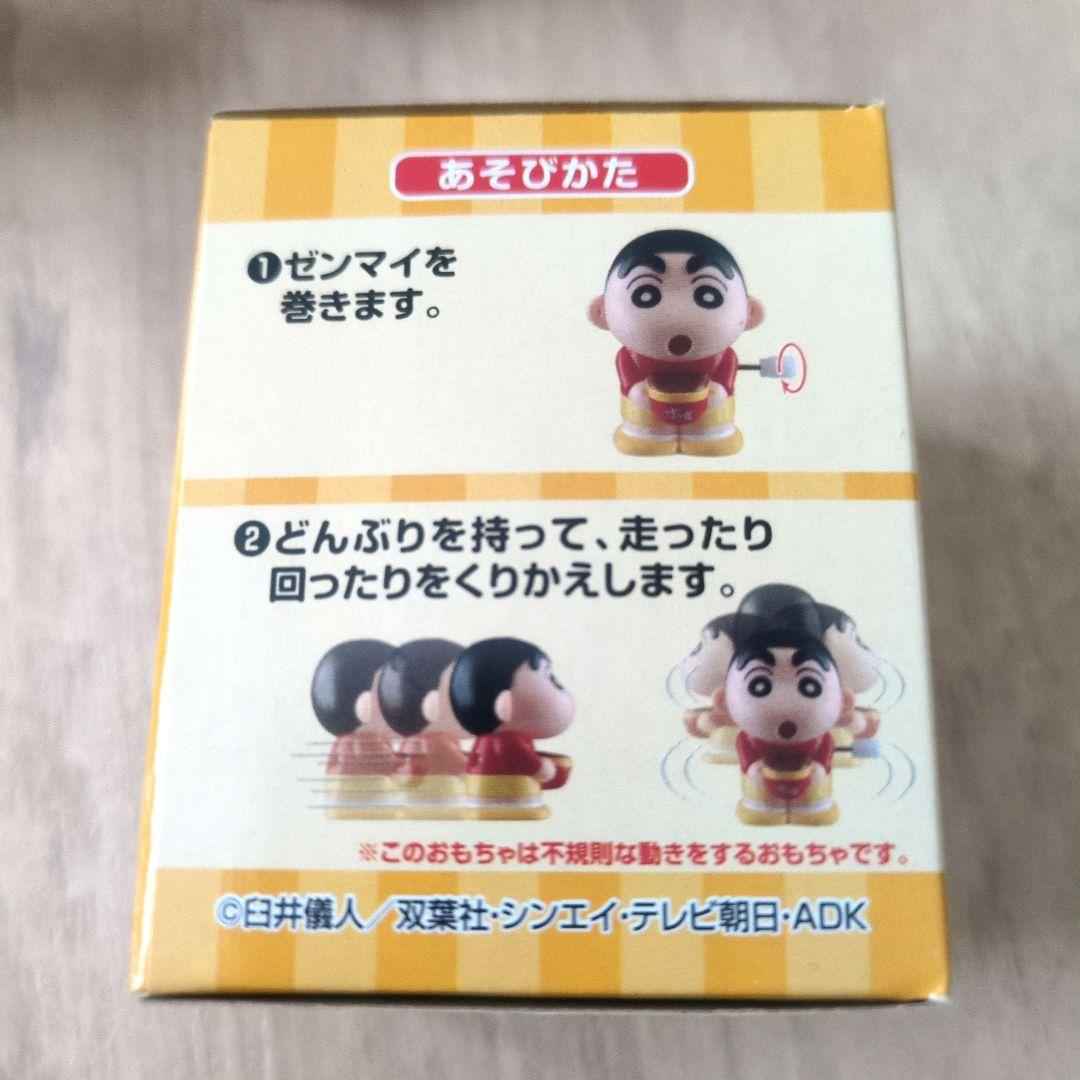 あそびかた
❶ゼンマイを
巻きます。
すき家
❷どんぶりを持って、走ったり
回ったりをくりかえします。
※このおもちゃは不規則な動きをするおもちゃです。
©臼井儀人／双葉社・シンエイ・テレビ朝日・ADK